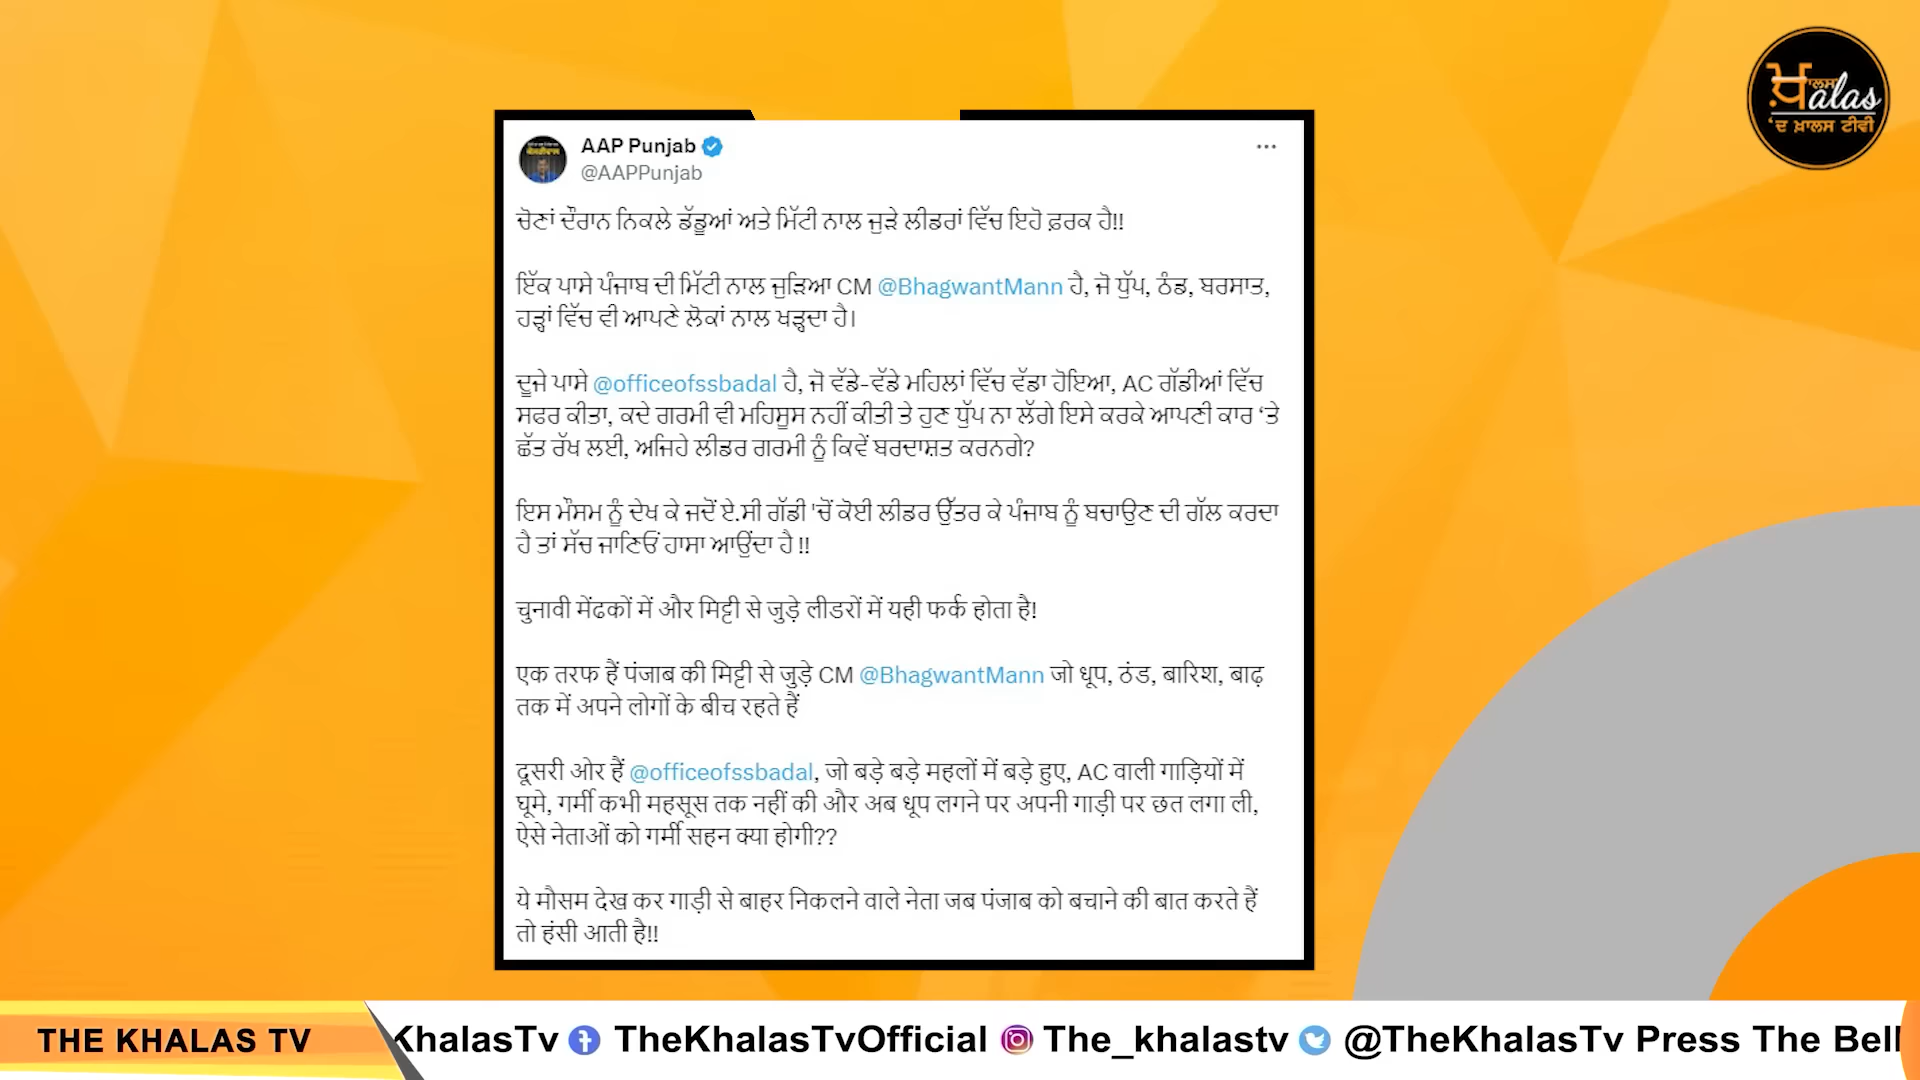 ਖ਼ਾਲਸ
alas
'ਦ ਖ਼ਾਲਸ ਟੀਵੀ
AAP Punjab
@AAPPunjab
ਚੋਣਾਂ ਦੌਰਾਨ ਨਿਕਲੇ ਡੱਡੂਆਂ ਅਤੇ ਮਿੱਟੀ ਨਾਲ ਜੁੜੇ ਲੀਡਰਾਂ ਵਿੱਚ ਇਹੋ ਫ਼ਰਕ ਹੈ!!
ਇੱਕ ਪਾਸੇ ਪੰਜਾਬ ਦੀ ਮਿੱਟੀ ਨਾਲ ਜੁੜਿਆ CM @BhagwantMann ਹੈ, ਜੋ ਧੁੱਪ, ਠੰਡ, ਬਰਸਾਤ,
ਹੜ੍ਹਾਂ ਵਿੱਚ ਵੀ ਆਪਣੇ ਲੋਕਾਂ ਨਾਲ ਖੜ੍ਹਦਾ ਹੈ।
ਦੂਜੇ ਪਾਸੇ @officeofssbadal ਹੈ, ਜੋ ਵੱਡੇ-ਵੱਡੇ ਮਹਿਲਾਂ ਵਿੱਚ ਵੱਡਾ ਹੋਇਆ, AC ਗੱਡੀਆਂ ਵਿੱਚ
ਸਫਰ ਕੀਤਾ, ਕਦੇ ਗਰਮੀ ਵੀ ਮਹਿਸੂਸ ਨਹੀਂ ਕੀਤੀ ਤੇ ਹੁਣ ਧੁੱਪ ਨਾ ਲੱਗੇ ਇਸੇ ਕਰਕੇ ਆਪਣੀ ਕਾਰ 'ਤੇ
ਛੱਤ ਰੱਖ ਲਈ, ਅਜਿਹੇ ਲੀਡਰ ਗਰਮੀ ਨੂੰ ਕਿਵੇਂ ਬਰਦਾਸ਼ਤ ਕਰਨਗੇ?
ਇਸ ਮੌਸਮ ਨੂੰ ਦੇਖ ਕੇ ਜਦੋਂ ਏ.ਸੀ ਗੱਡੀ 'ਚੋਂ ਕੋਈ ਲੀਡਰ ਉੱਤਰ ਕੇ ਪੰਜਾਬ ਨੂੰ ਬਚਾਉਣ ਦੀ ਗੱਲ ਕਰਦਾ
ਹੈ ਤਾਂ ਸੱਚ ਜਾਣਿਓਂ ਹਾਸਾ ਆਉਂਦਾ ਹੈ !!
चुनावी मेंढकों में और मिट्टी से जुड़े लीडरों में यही फर्क होता है!
एक तरफ हैं पंजाब की मिट्टी से जुड़े CM @BhagwantMann जो धूप, ठंड, बारिश, बाढ़
तक में अपने लोगों के बीच रहते हैं
दूसरी ओर हैं @officeofssbadal, जो बड़े बड़े महलों में बड़े हुए, AC वाली गाड़ियों में
घूमे, गर्मी कभी महसूस तक नहीं की और अब धूप लगने पर अपनी गाड़ी पर छत लगा ली,
ऐसे नेताओं को गर्मी सहन क्या होगी??
ये मौसम देख कर गाड़ी से बाहर निकलने वाले नेता जब पंजाब को बचाने की बात करते हैं
तो हंसी आती है!!
THE KHALAS TV
KhalasTv TheKhalasTvOfficial The_khalastv @TheKhalasTv Press The Bell